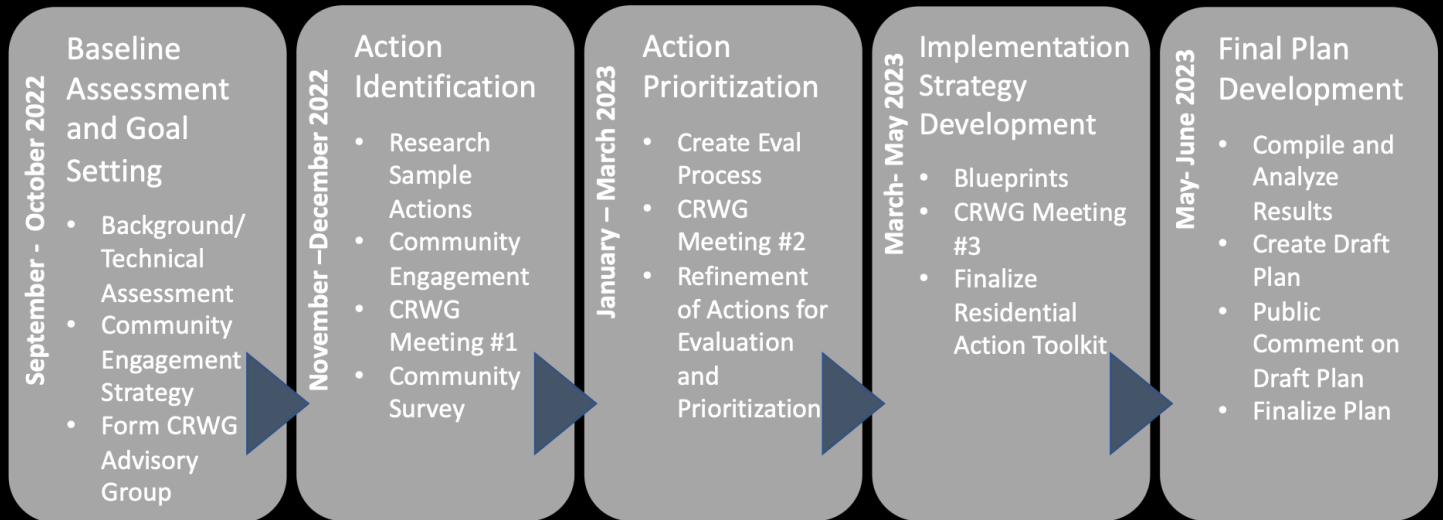 September - October 2022
Baseline
Assessment
and Goal
Setting
• Background/
Technical
Assessment
• Community
Engagement
Strategy
• Form CRWG
Advisory
Group
November –December 2022
Action
Identification
• Research
Sample
Actions
• Community
Engagement
• CRWG
Meeting #1
• Community
Survey
January – March 2023
Action
Prioritization
• Create Eval
Process
• CRWG
Meeting #2
• Refinement
of Actions for
Evaluation
and
Prioritization
March- May 2023
Implementation
Strategy
Development
• Blueprints
• CRWG Meeting
#3
• Finalize
Residential
Action Toolkit
May- June 2023
Final Plan
Development
• Compile and
Analyze
Results
• Create Draft
Plan
• Public
Comment on
Draft Plan
• Finalize Plan